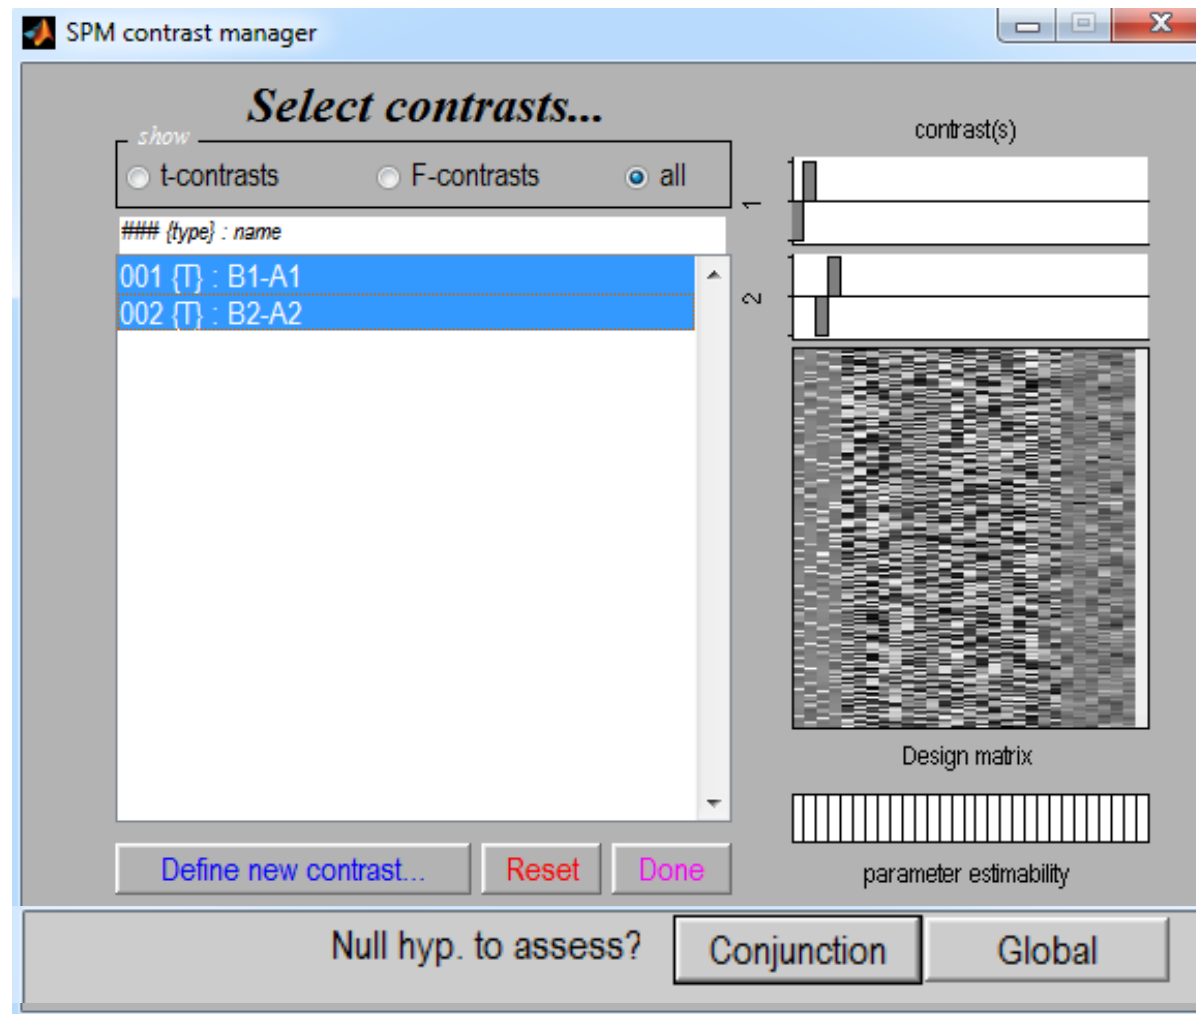 SPM contrast manager
Select contrasts...
show
t-contrasts F-contrasts all
### {type} : name
001 {T} : B1-A1
002 {T} : B2-A2
Define new contrast... Reset Done
contrast(s)
1
2
Design matrix
parameter estimability
Null hyp. to assess? Conjunction Global